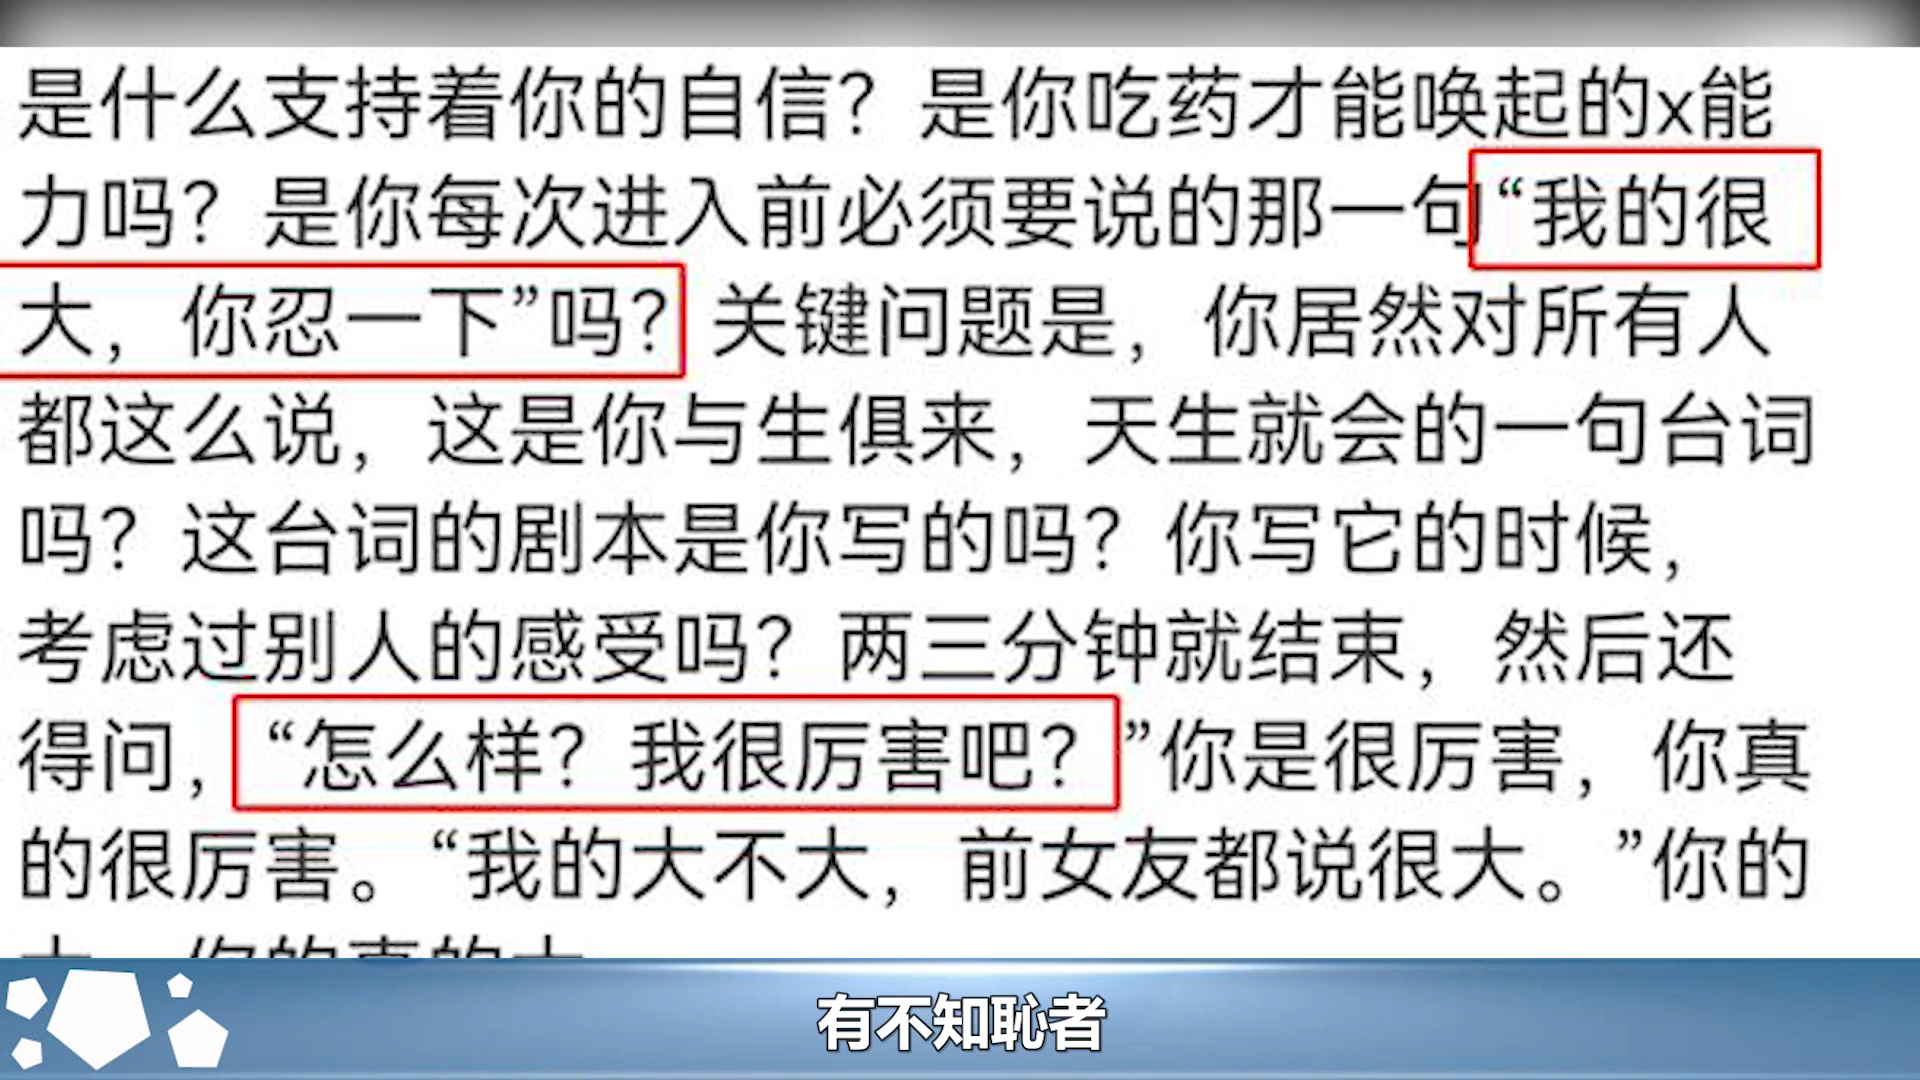 是什么支持着你的自信？是你吃药才能唤起的x能
力吗？是你每次进入前必须要说的那一句“我的很
大，你忍一下”吗？关键问题是，你居然对所有人
都这么说，这是你与生俱来，天生就会的一句台词
吗？这台词的剧本是你写的吗？你写它的时候，
考虑过别人的感受吗？两三分钟就结束，然后还
得问，“怎么样？我很厉害吧？”你是很厉害，你真
的很厉害。“我的大不大，前女友都说很大。”你的
有不知恥者